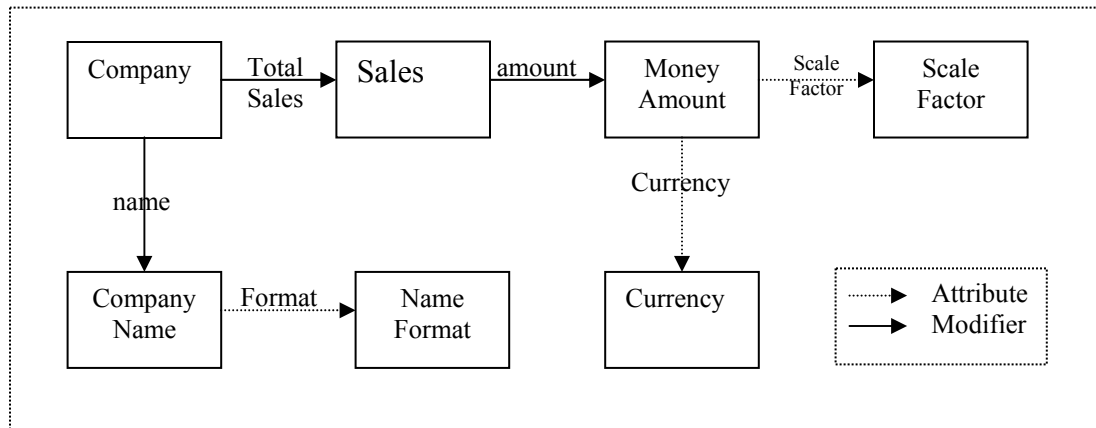 Company
Total
Sales
Sales
amount
Money
Amount
Scale
Factor
Scale
Factor
name
Currency
Company
Name
Format
Name
Format
Currency
Attribute
Modifier